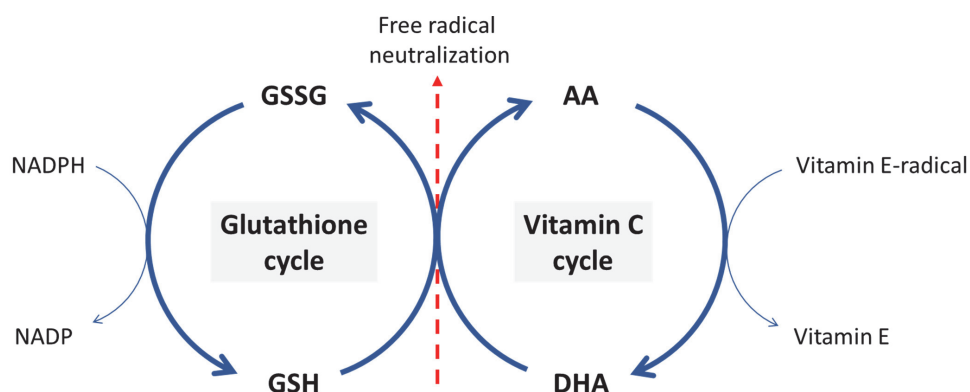 Free radical
neutralization
GSSG
AA
NADPH
Vitamin E-radical
Glutathione
cycle
Vitamin C
cycle
NADP
Vitamin E
GSH
DHA